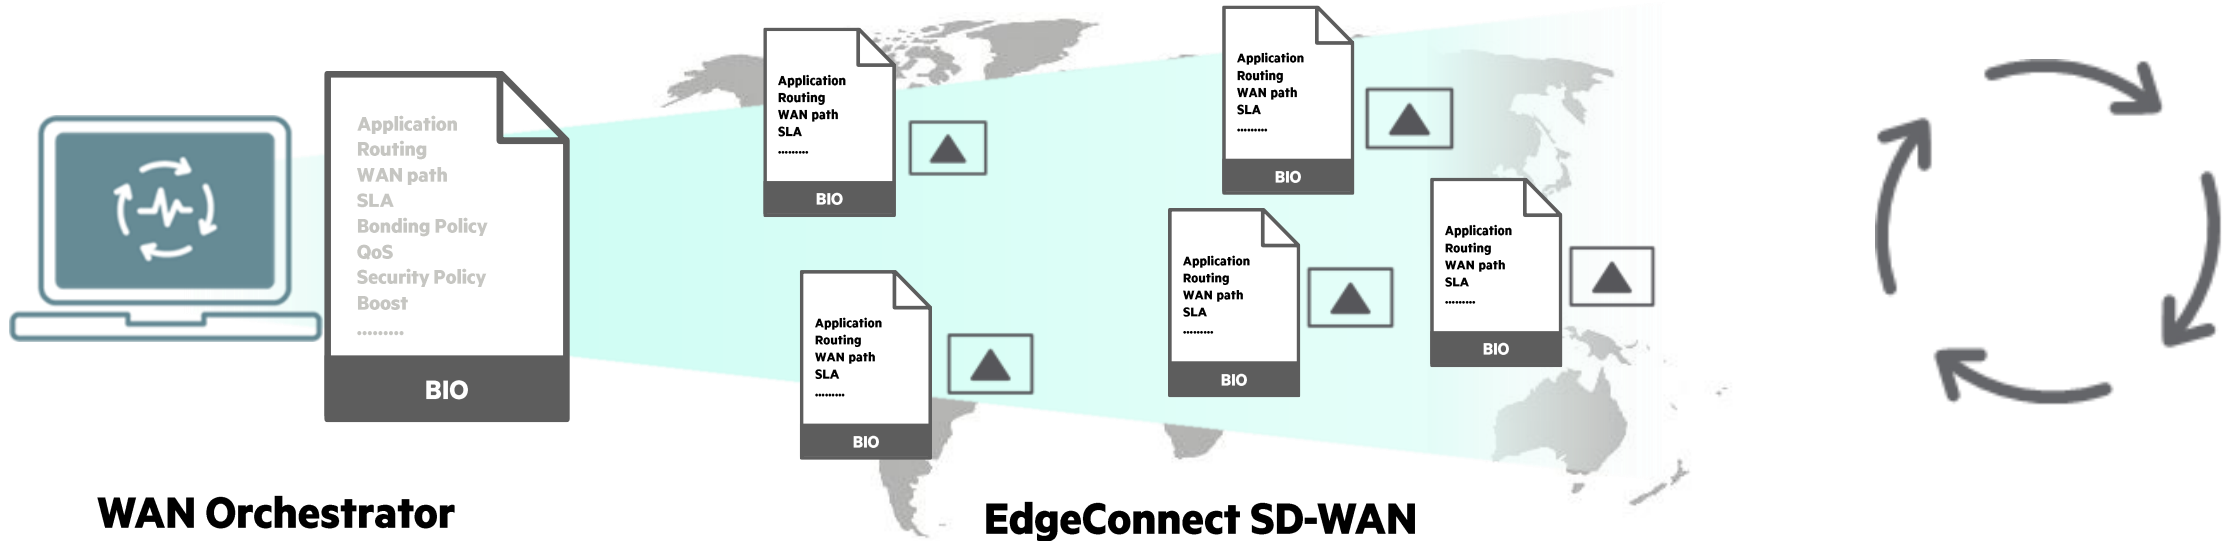 Application
Routing
WAN path
SLA
Bonding Policy
QoS
Security Policy
Boost
.........
BIO
Application
Routing
WAN path
SLA
.........
BIO
Application
Routing
WAN path
SLA
.........
BIO
Application
Routing
WAN path
SLA
.........
BIO
Application
Routing
WAN path
SLA
.........
BIO
Application
Routing
WAN path
SLA
.........
BIO
WAN Orchestrator
EdgeConnect SD-WAN